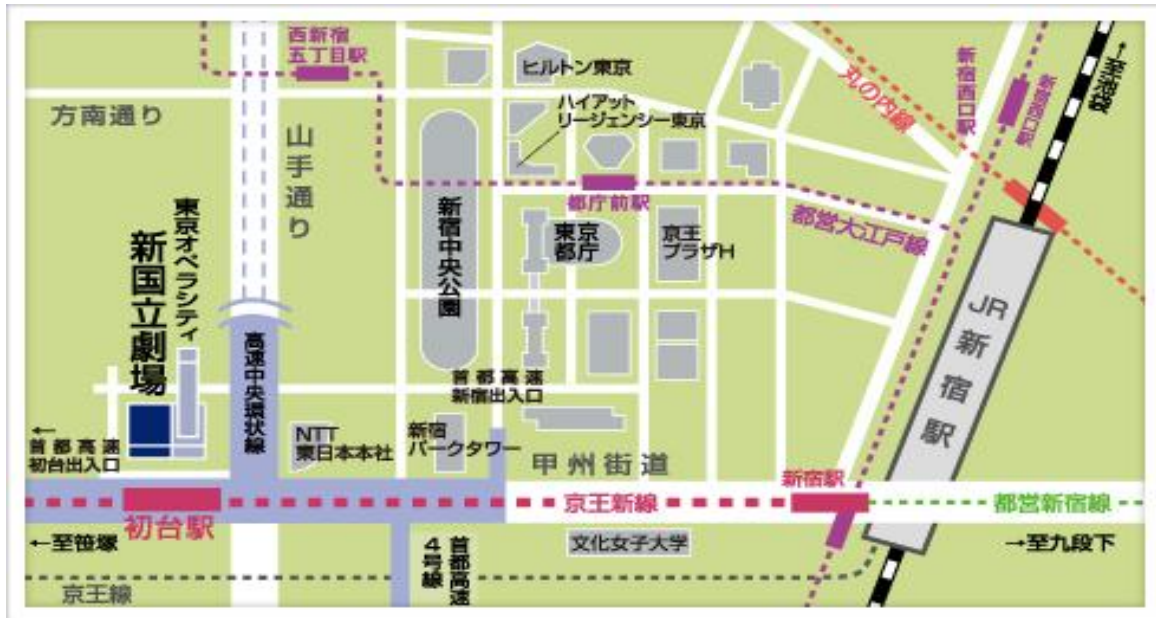 西新宿
五丁目駅
ヒルトン東京
ハイアット
リージェンシー東京
丸の内線
新宿西口駅
新宿西口駅
→至池袋
方南通り
山手通り
都庁前駅
都営大江戸線
東京オペラシティ
新国立劇場
新宿中央公園
東京
都庁
京王
プラザH
JR新宿駅
高速中央環状線
首都高速
新宿出入口
←
首都高速
初台出入口
NTT
東日本本社
新宿
パークタワー
甲州街道
新宿駅
京王新線
都営新宿線
初台駅
←至笹塚
首都高速
4号線
文化女子大学
→至九段下
京王線